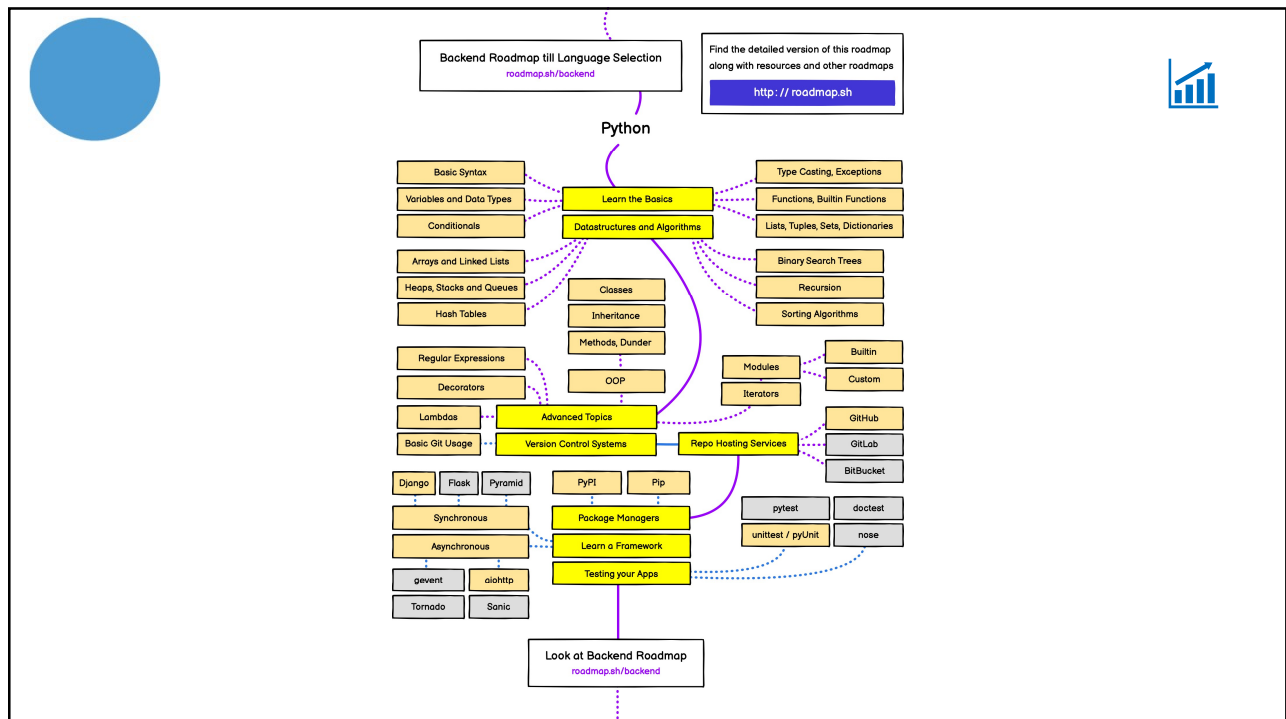 Backend Roadmap till Language Selection
roadmap.sh/backend
Find the detailed version of this roadmap
along with resources and other roadmaps
http: // roadmap.sh
Python
Basic Syntax
Variables and Data Types
Conditionals
Learn the Basics
Datastructures and Algorithms
Type Casting, Exceptions
Functions, Builtin Functions
Lists, Tuples, Sets, Dictionaries
Arrays and Linked Lists
Heaps, Stacks and Queues
Hash Tables
Binary Search Trees
Recursion
Sorting Algorithms
Classes
Inheritance
Methods, Dunder
OOP
Regular Expressions
Decorators
Lambdas
Advanced Topics
Modules
Iterators
Builtin
Custom
Basic Git Usage
Version Control Systems
Repo Hosting Services
GitHub
GitLab
BitBucket
Django
Flask
Pyramid
Synchronous
Asynchronous
gevent
aiohttp
Tornado
Sanic
PyPI
Pip
Package Managers
Learn a Framework
Testing your Apps
pytest
doctest
unittest / pyUnit
nose
Look at Backend Roadmap
roadmap.sh/backend